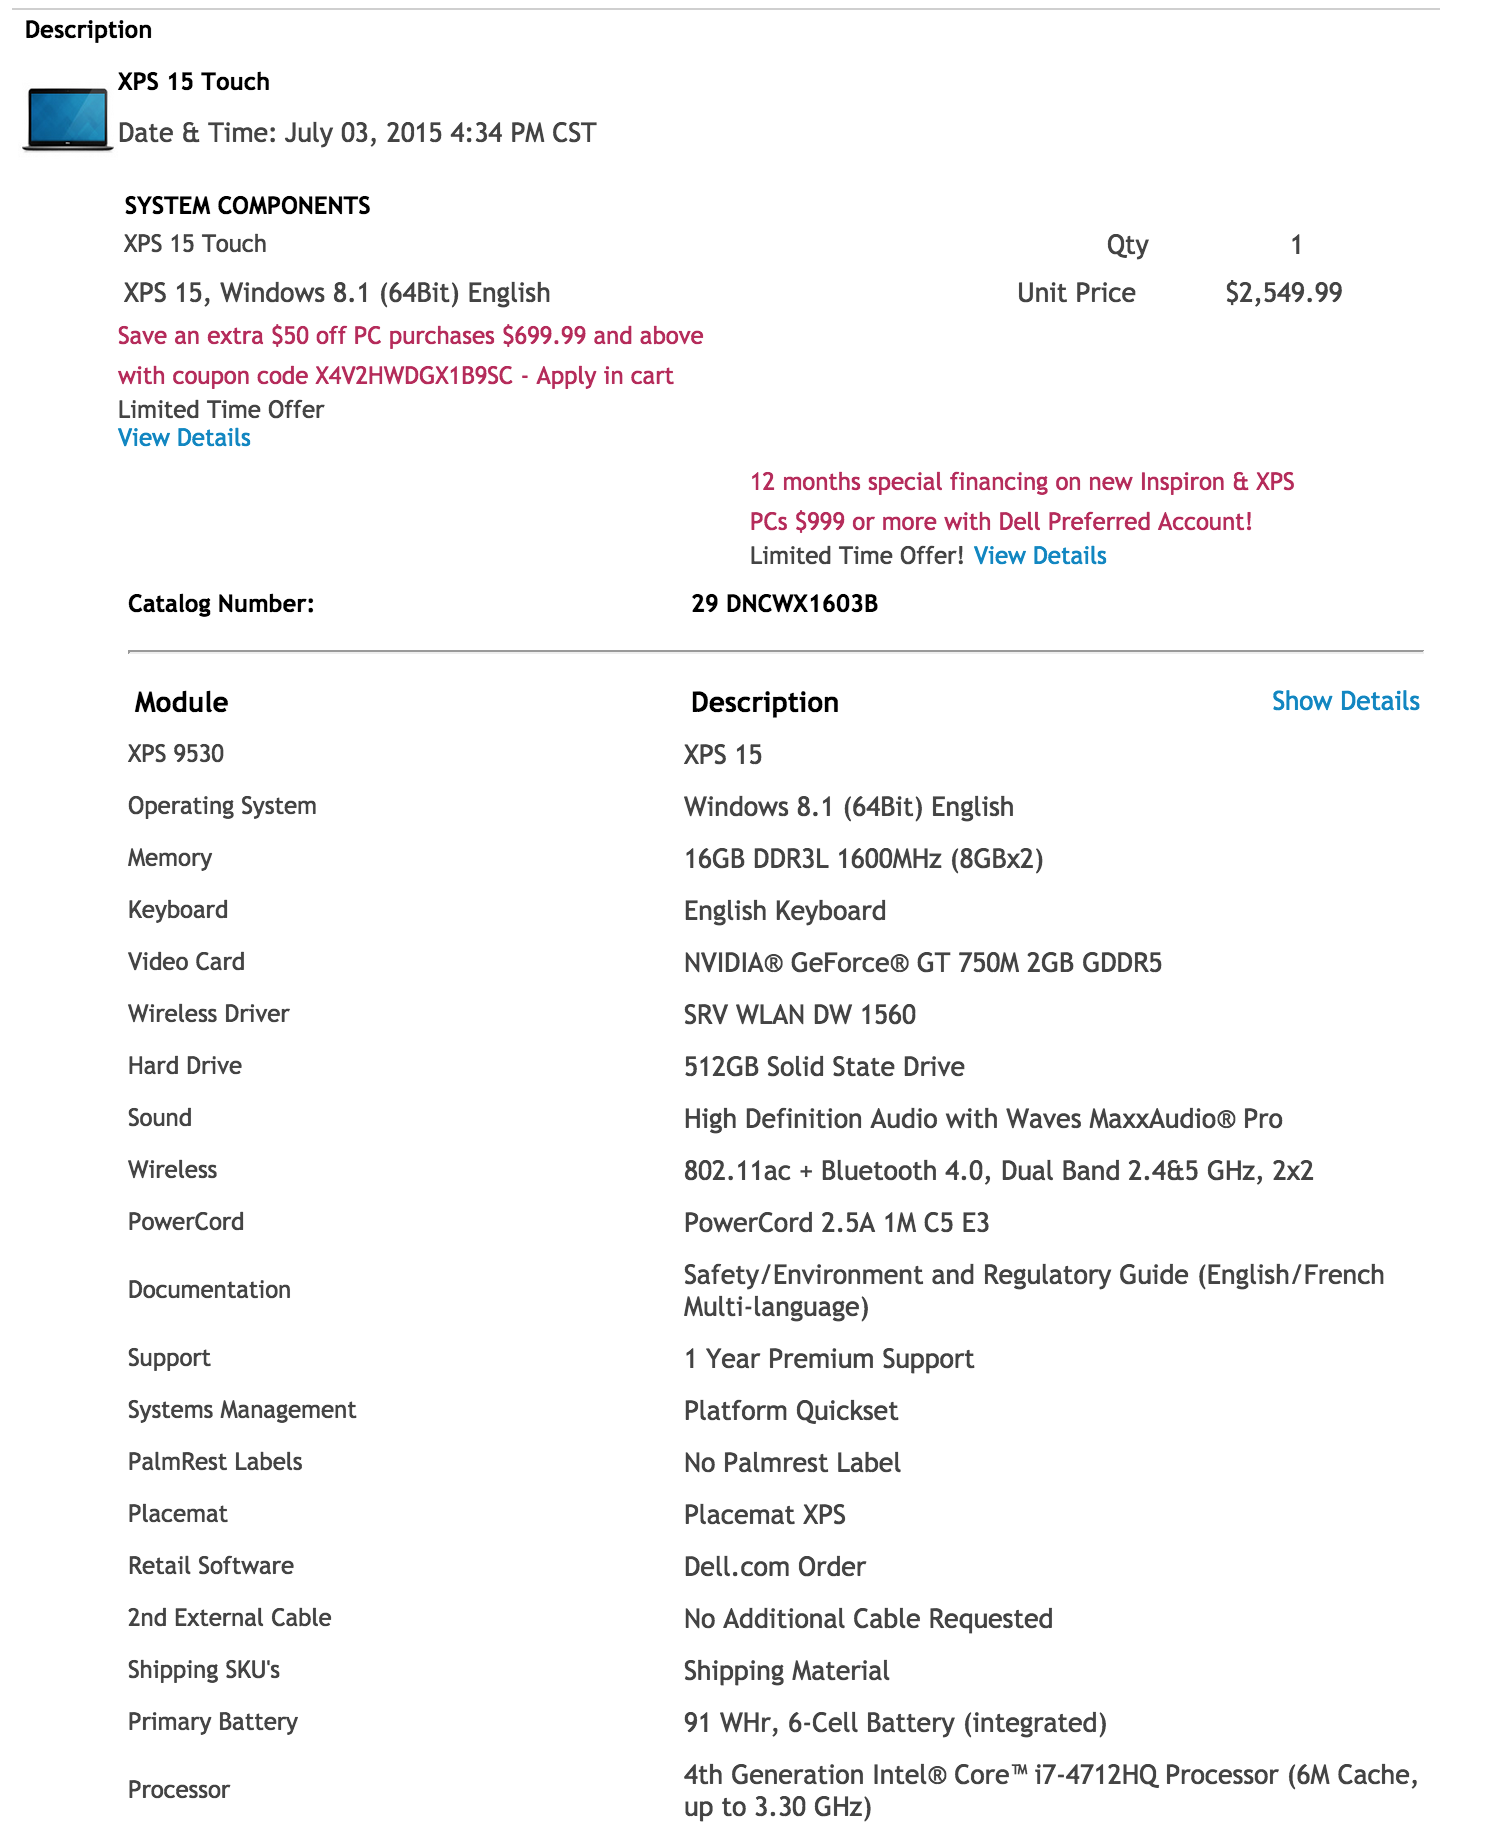 Description
XPS 15 Touch
Date & Time: July 03, 2015 4:34 PM CST
SYSTEM COMPONENTS
XPS 15 Touch Qty 1
XPS 15, Windows 8.1 (64Bit) English Unit Price $2,549.99
Save an extra $50 off PC purchases $699.99 and above
with coupon code X4V2HWDGX1B9SC - Apply in cart
Limited Time Offer
View Details
12 months special financing on new Inspiron & XPS
PCs $999 or more with Dell Preferred Account!
Limited Time Offer! View Details
Catalog Number: 29 DNCWX1603B
Module Description Show Details
XPS 9530 XPS 15
Operating System Windows 8.1 (64Bit) English
Memory 16GB DDR3L 1600MHz (8GBx2)
Keyboard English Keyboard
Video Card NVIDIA® GeForce® GT 750M 2GB GDDR5
Wireless Driver SRV WLAN DW 1560
Hard Drive 512GB Solid State Drive
Sound High Definition Audio with Waves MaxxAudio® Pro
Wireless 802.11ac + Bluetooth 4.0, Dual Band 2.4&5 GHz, 2x2
PowerCord PowerCord 2.5A 1M C5 E3
Documentation Safety/Environment and Regulatory Guide (English/French
Multi-language)
Support 1 Year Premium Support
Systems Management Platform Quickset
PalmRest Labels No Palmrest Label
Placemat Placemat XPS
Retail Software Dell.com Order
2nd External Cable No Additional Cable Requested
Shipping SKU's Shipping Material
Primary Battery 91 WHr, 6-Cell Battery (integrated)
Processor 4th Generation Intel® Core™ i7-4712HQ Processor (6M Cache,
up to 3.30 GHz)